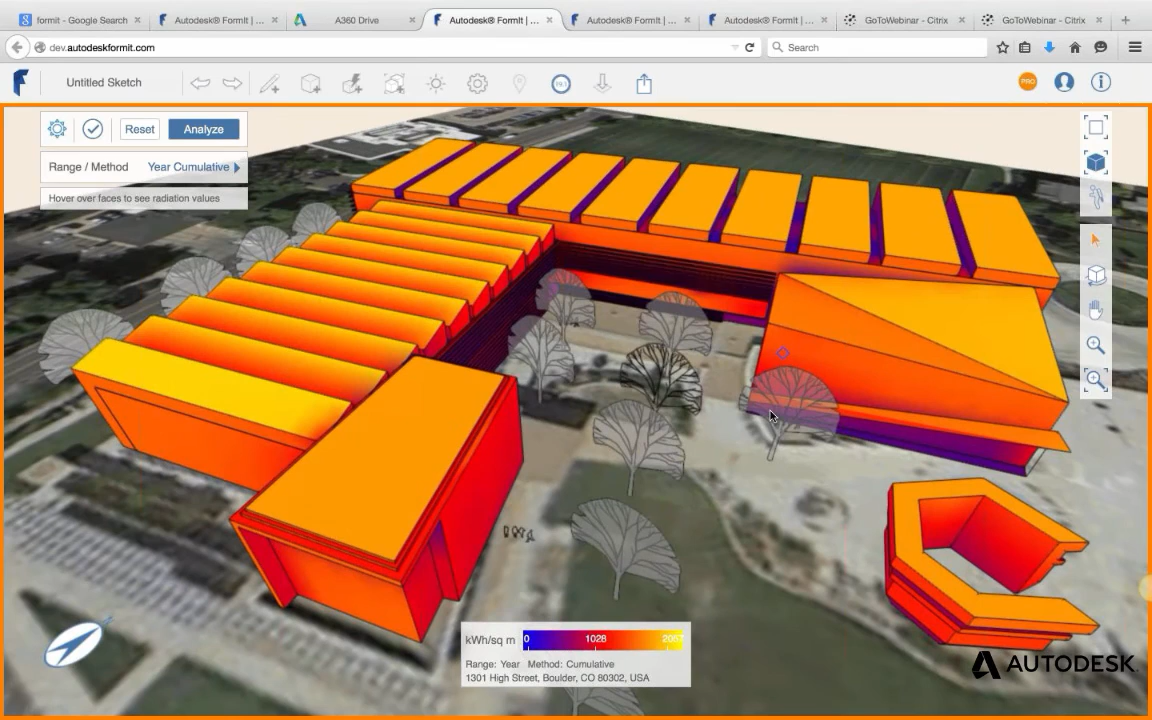 formit - Google Search
Autodesk® FormIt | ...
A360 Drive
Autodesk® FormIt | ...
Autodesk® FormIt | ...
Autodesk® FormIt | ...
GoToWebinar - Citrix
GoToWebinar - Citrix
dev.autodeskformit.com
Search
Untitled Sketch
PRO
Reset
Analyze
Range / Method
Year Cumulative
Hover over faces to see radiation values
kWh/sq m
0
1028
Range: Year Method: Cumulative
1301 High Street, Boulder, CO 80302, USA
AUTODESK.